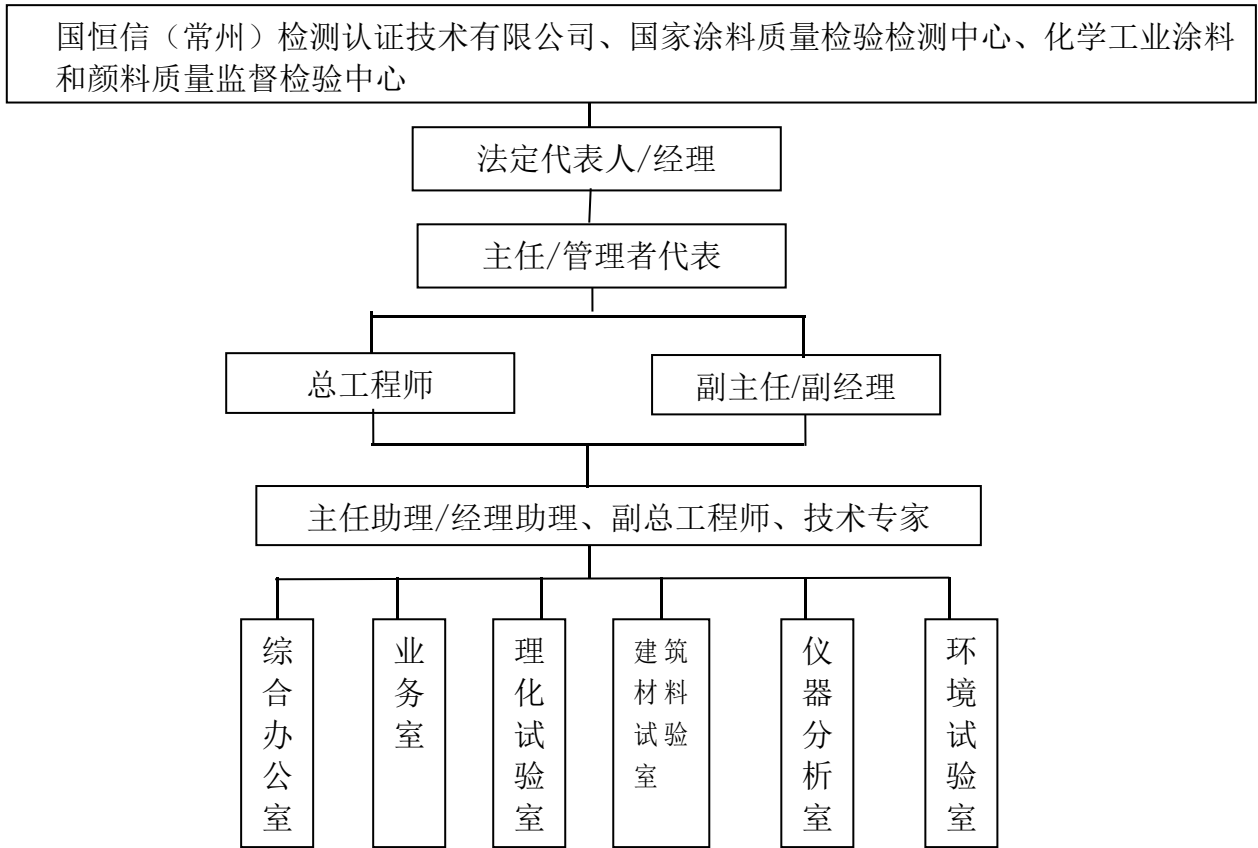 国恒信（常州）检测认证技术有限公司、国家涂料质量检验检测中心、化学工业涂料
和颜料质量监督检验中心
法定代表人/经理
主任/管理者代表
总工程师
副主任/副经理
主任助理/经理助理、副总工程师、技术专家
综合办公室
业务室
理化试验室
建筑材料试验室
仪器分析室
环境试验室